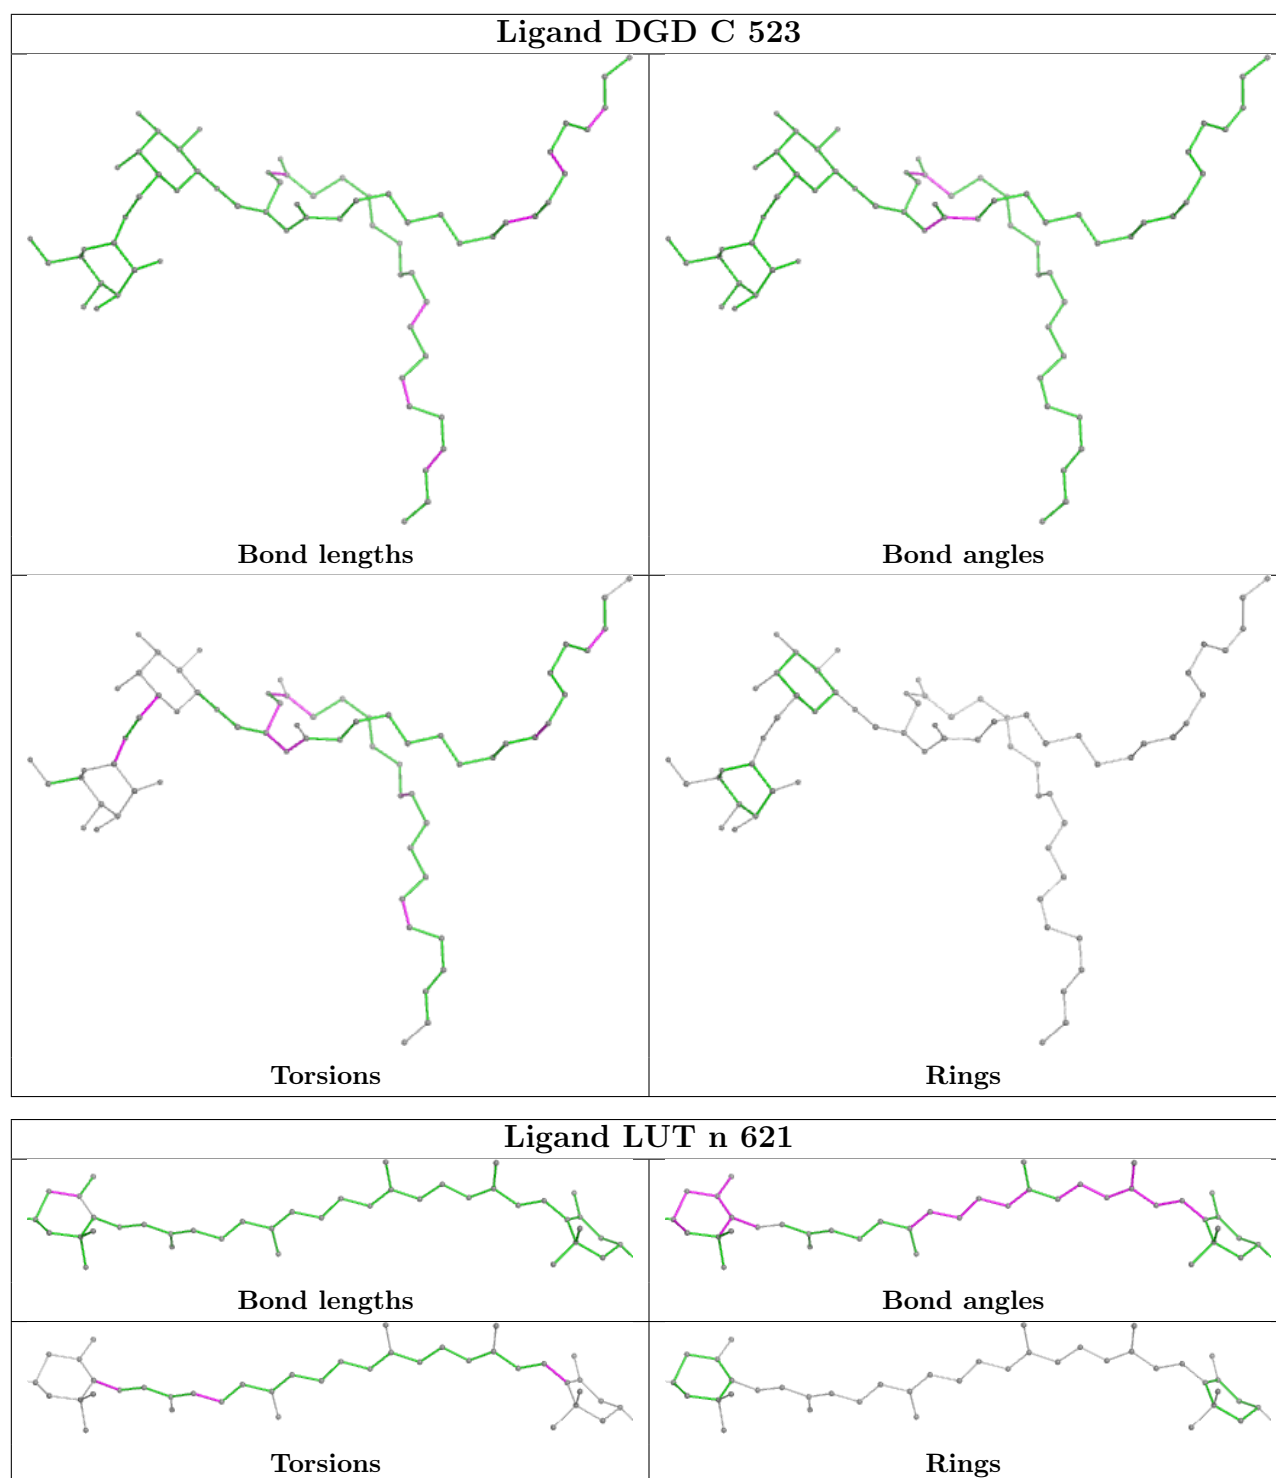 Ligand DGD C 523
Bond lengths
Bond angles
Torsions
Rings
Ligand LUT n 621
Bond lengths
Bond angles
Torsions
Rings